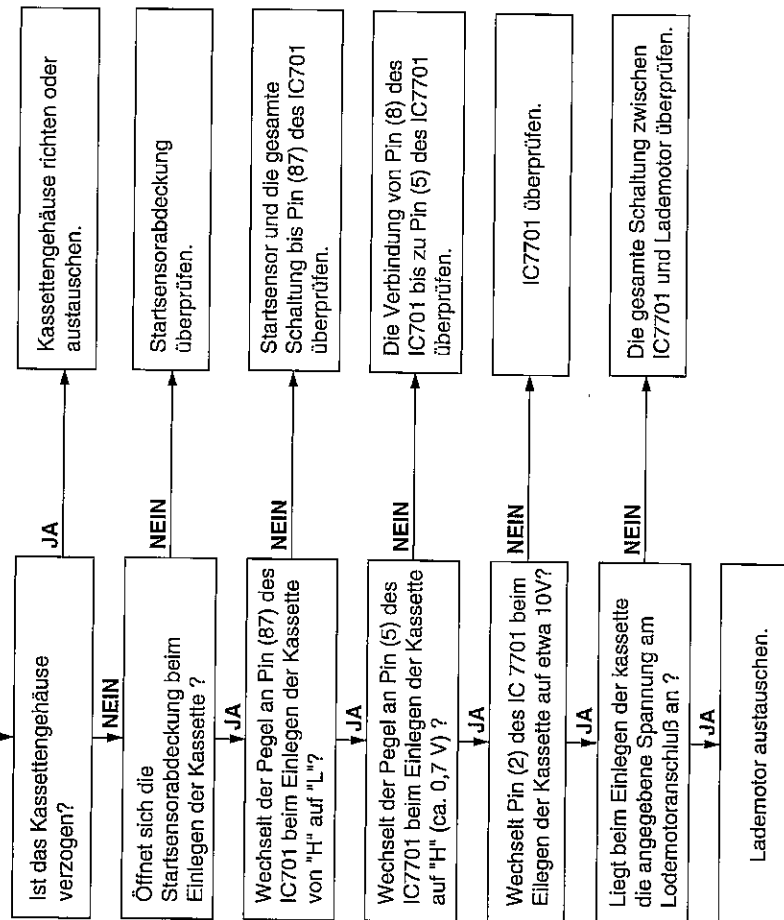 Ist das Kassettengehäuse
verzogen?
JA
Kassettengehäuse richten oder
austauschen.
NEIN
Öffnet sich die
Startsensorabdeckung beim
Einlegen der Kassette ?
NEIN
Startsensorabdeckung
überprüfen.
JA
Wechselt der Pegel an Pin (87) des
IC701 beim Einlegen der Kassette
von "H" auf "L"?
NEIN
Startsensor und die gesamte
Schaltung bis Pin (87) des IC701
überprüfen.
JA
Wechselt der Pegel an Pin (5) des
IC7701 beim Einlegen der Kassette
auf "H" (ca. 0,7 V) ?
NEIN
Die Verbindung von Pin (8) des
IC701 bis zu Pin (5) des IC7701
überprüfen.
JA
Wechselt Pin (2) des IC 7701 beim
Eilegen der Kassette auf etwa 10V?
NEIN
IC7701 überprüfen.
JA
Liegt beim Einlegen der kassette
die angegebene Spannung am
Lodemotoranschluß an ?
NEIN
Die gesamte Schaltung zwischen
IC7701 und Lademotor überprüfen.
JA
Lademotor austauschen.